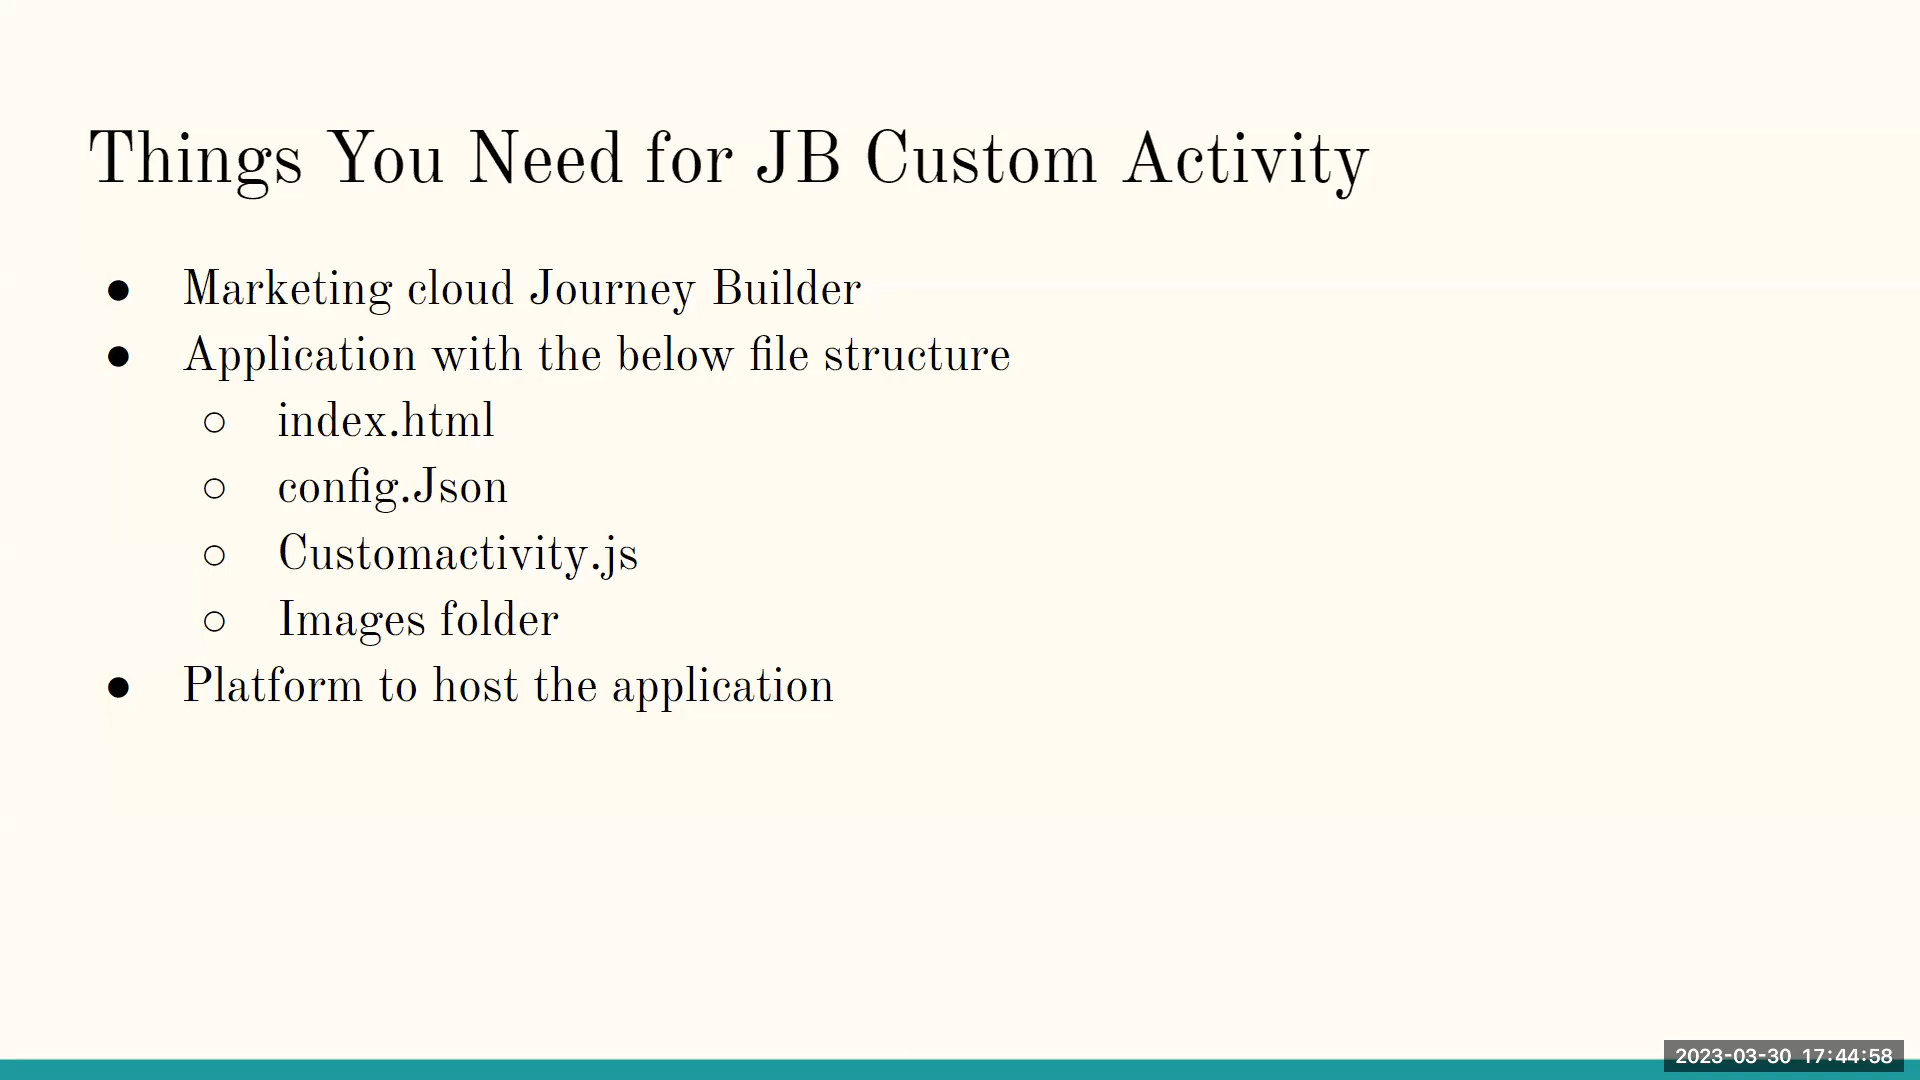 Things You Need for JB Custom Activity
● Marketing cloud Journey Builder
● Application with the below file structure
○ index.html
○ config.Json
○ Customactivity.js
○ Images folder
● Platform to host the application
2023-03-30 17:44:58